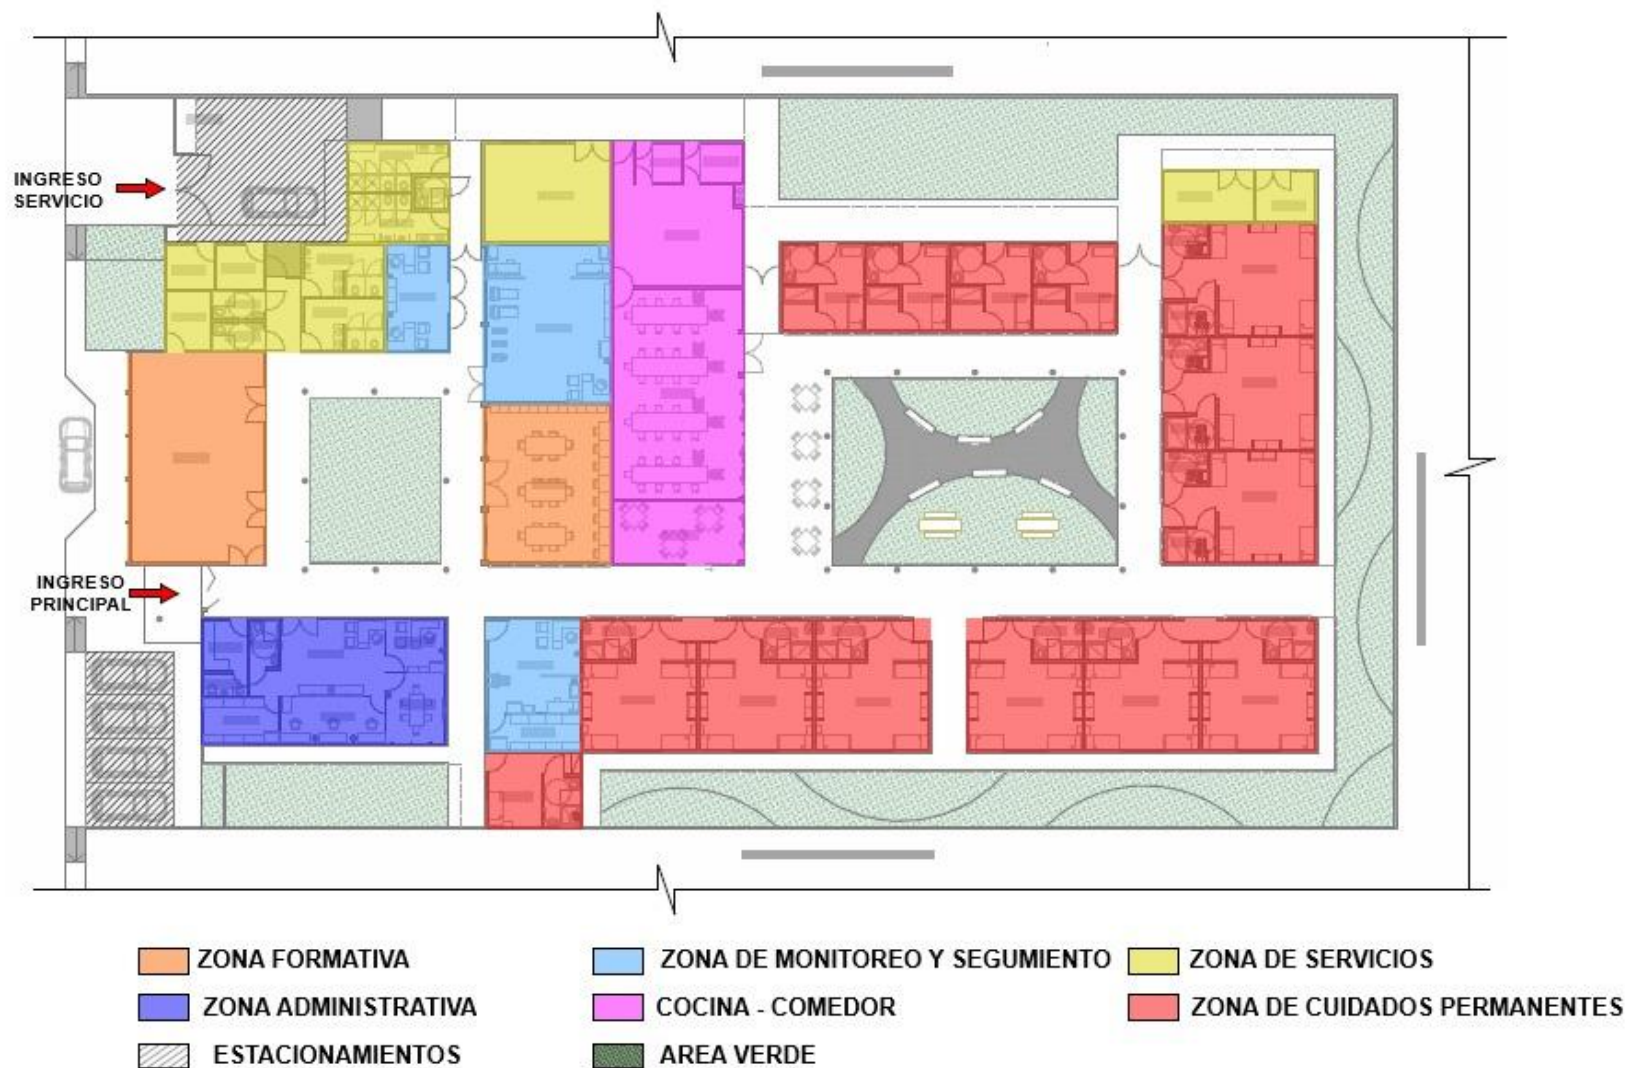 INGRESO
SERVICIO
INGRESO
PRINCIPAL
ZONA FORMATIVA
ZONA DE MONITOREO Y SEGUMIENTO
ZONA DE SERVICIOS
ZONA ADMINISTRATIVA
COCINA - COMEDOR
ZONA DE CUIDADOS PERMANENTES
ESTACIONAMIENTOS
AREA VERDE